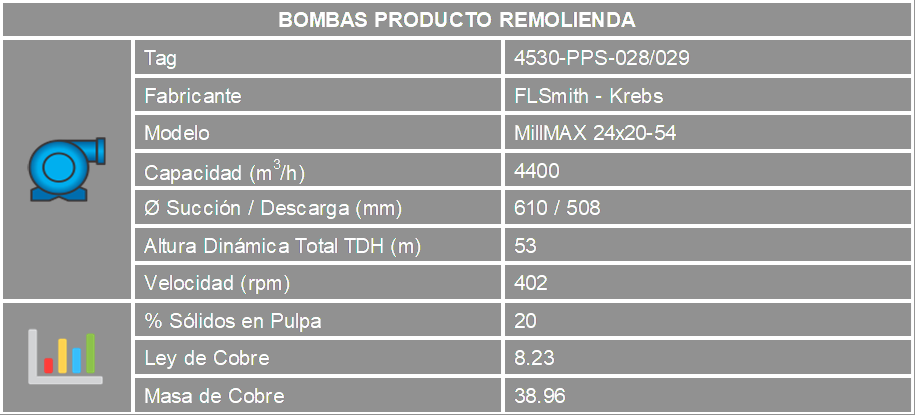 BOMBAS PRODUCTO REMOLIENDA
Tag 4530-PPS-028/029
Fabricante FLSmith - Krebs
Modelo MillMAX 24x20-54
Capacidad (m³/h) 4400
Ø Succión / Descarga (mm) 610 / 508
Altura Dinámica Total TDH (m) 53
Velocidad (rpm) 402
% Sólidos en Pulpa 20
Ley de Cobre 8.23
Masa de Cobre 38.96